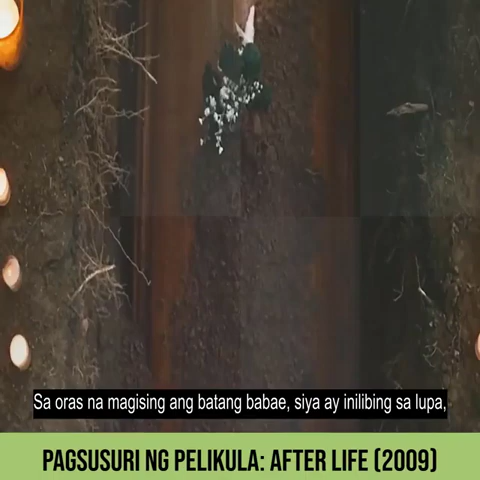 Sa oras na magising ang batang babae, siya ay inilibing sa lupa,
PAGSUSURI NG PELIKULA: AFTER LIFE (2009)